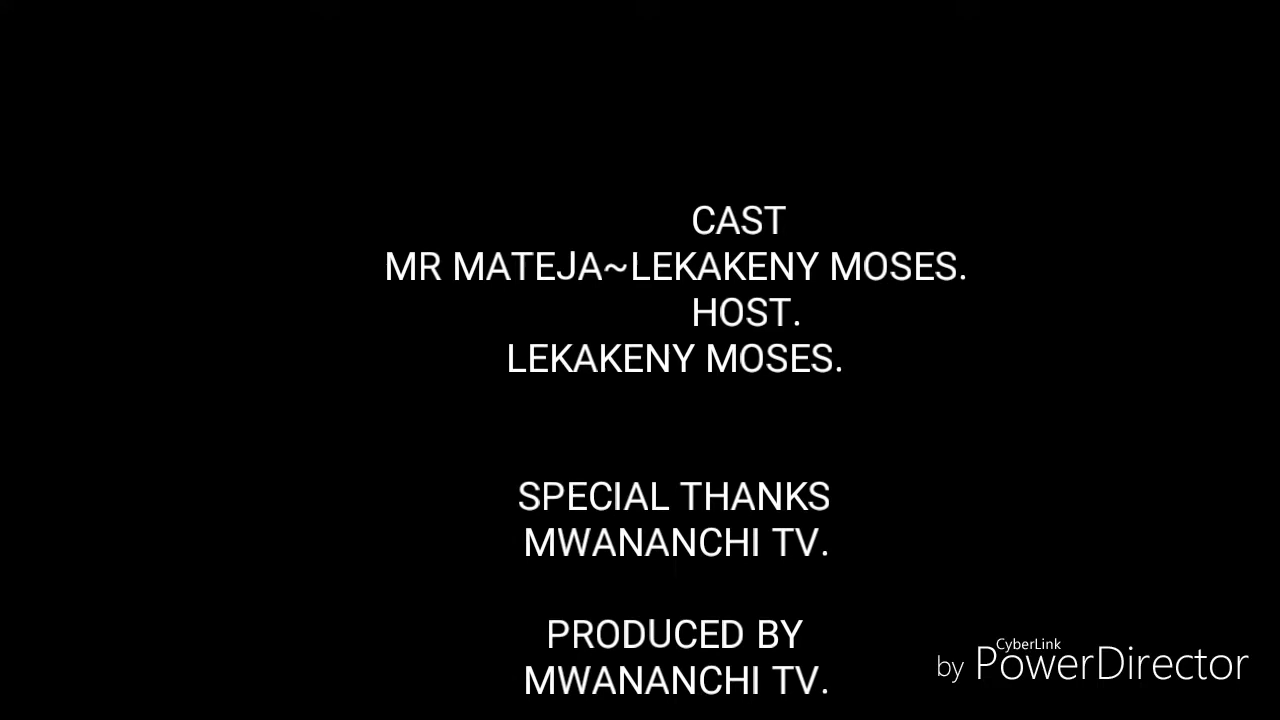 CAST
MR MATEJA~LEKAKENY MOSES.
HOST.
LEKAKENY MOSES.
SPECIAL THANKS
MWANANCHI TV.
PRODUCED BY
MWANANCHI TV.
CyberLink
by PowerDirector